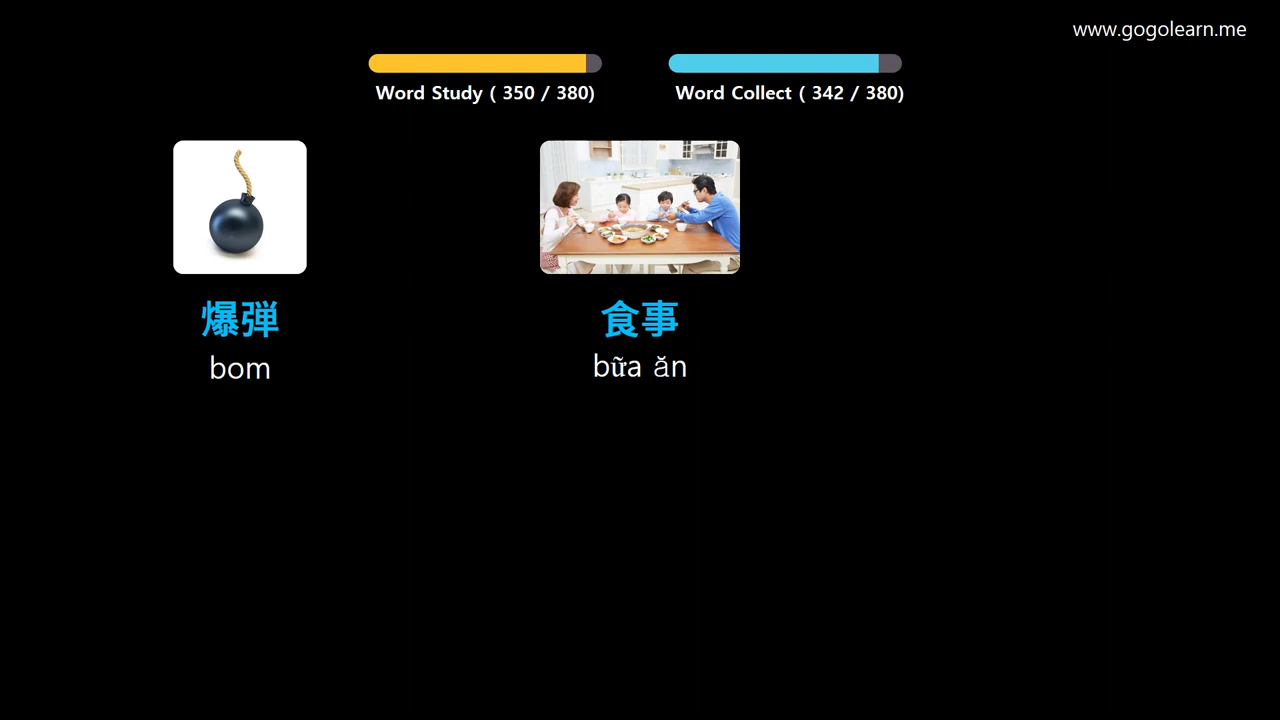 www.gogolearn.me
Word Study ( 350 / 380)
Word Collect ( 342 / 380)
爆弾
bom
食事
bữa ăn